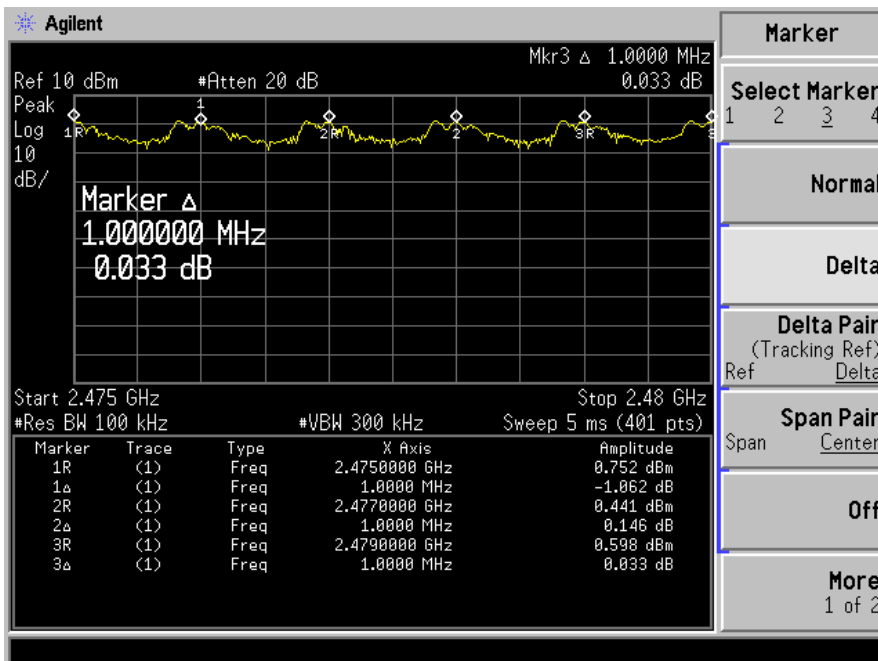 Agilent
Marker
Mkr3 Δ 1.0000 MHz
Ref 10 dBm #Atten 20 dB 0.033 dB
Peak
Log
10
dB/
1R 1 2R 2 3R 3
Marker Δ
1.000000 MHz
0.033 dB
Start 2.475 GHz Stop 2.48 GHz
#Res BW 100 kHz #VBW 300 kHz Sweep 5 ms (401 pts)
Marker Trace Type X Axis Amplitude
1R (1) Freq 2.4750000 GHz 0.752 dBm
1Δ (1) Freq 1.0000 MHz -1.062 dB
2R (1) Freq 2.4770000 GHz 0.441 dBm
2Δ (1) Freq 1.0000 MHz 0.146 dB
3R (1) Freq 2.4790000 GHz 0.598 dBm
3Δ (1) Freq 1.0000 MHz 0.033 dB
Select Marker
1 2 3 4
Normal
Delta
Delta Pair
(Tracking Ref)
Ref Delta
Span Pair
Span Center
Off
More
1 of 2